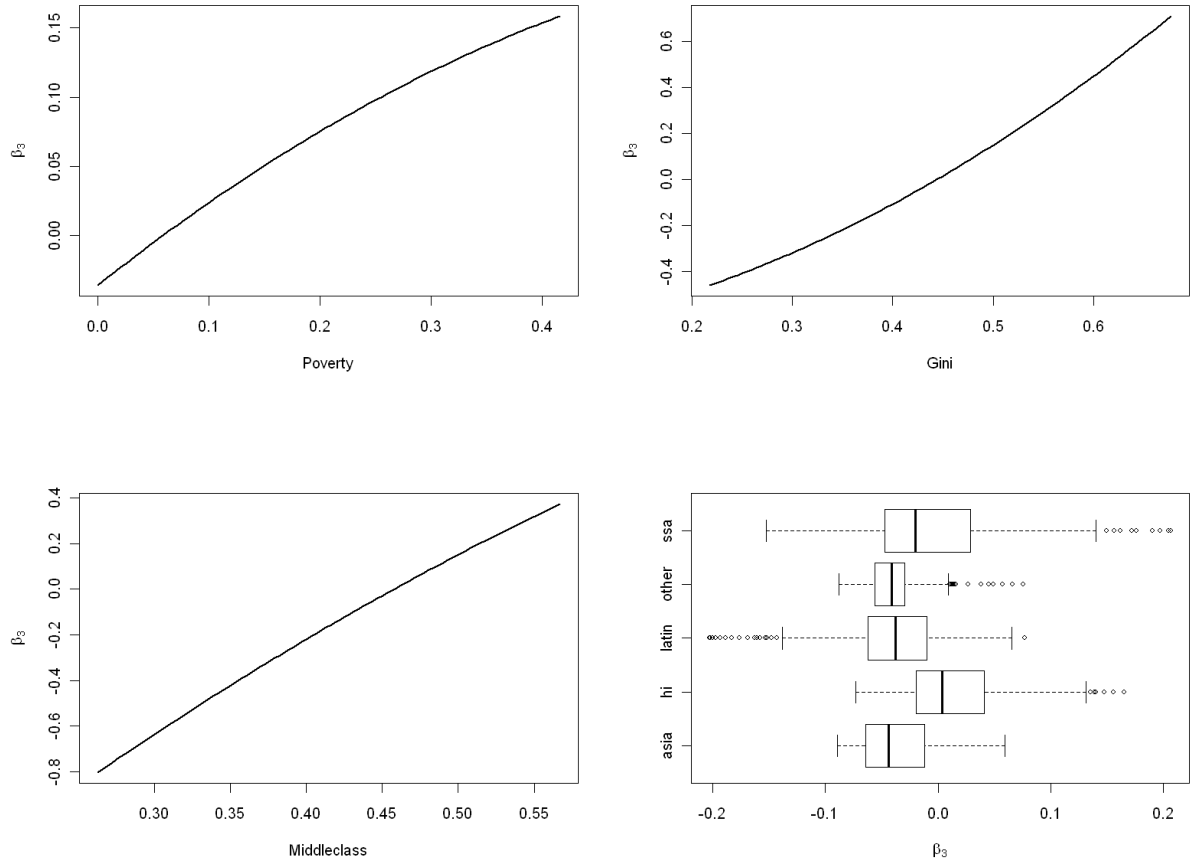 β3
0.00 0.05 0.10 0.15
0.0 0.1 0.2 0.3 0.4
Poverty
β3
-0.4 -0.2 0.0 0.2 0.4 0.6
0.2 0.3 0.4 0.5 0.6
Gini
β3
-0.8 -0.6 -0.4 -0.2 0.0 0.2 0.4
0.30 0.35 0.40 0.45 0.50 0.55
Middleclass
ssa
other
latin
hi
asia
-0.2 -0.1 0.0 0.1 0.2
β3